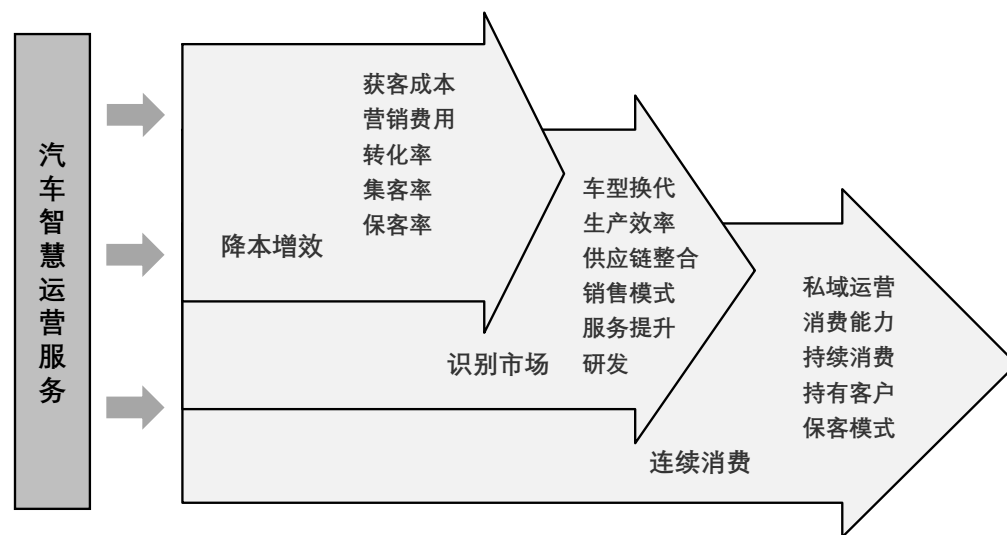 汽车智慧运营服务
获客成本
营销费用
转化率
集客率
保客率
降本增效
车型换代
生产效率
供应链整合
销售模式
服务提升
研发
识别市场
私域运营
消费能力
持续消费
持有客户
保客模式
连续消费